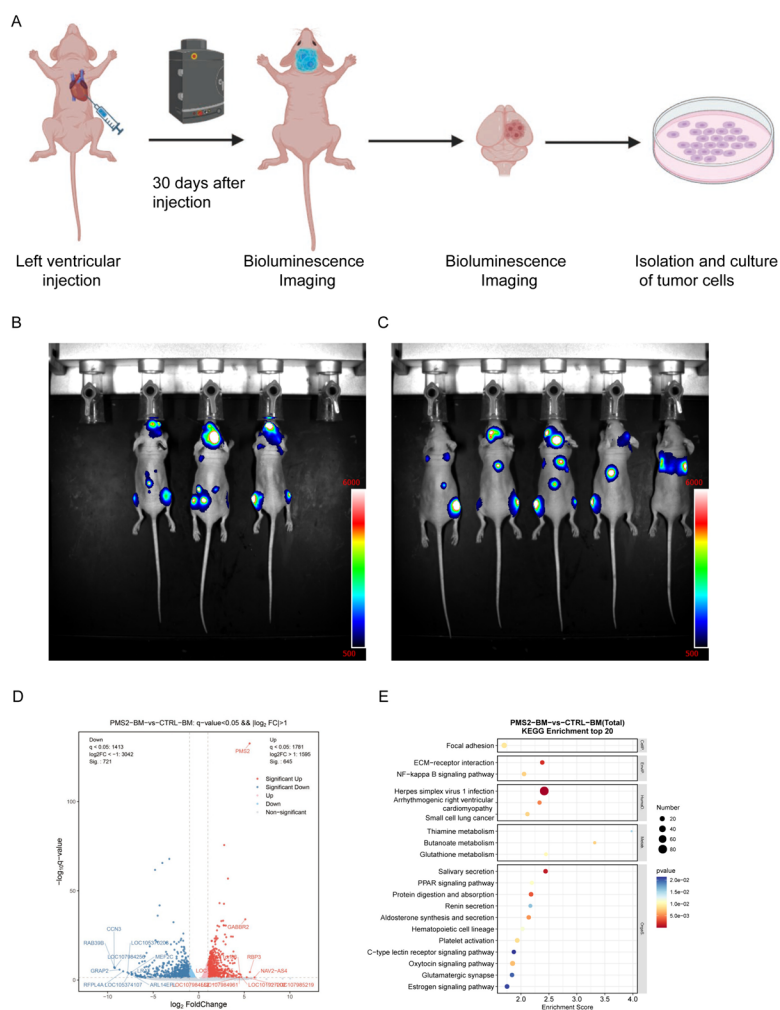 A
30 days after
injection
Left ventricular
injection
Bioluminescence
Imaging
Bioluminescence
Imaging
Isolation and culture
of tumor cells
B
C
6000
500
6000
500
D
E
PMS2-BM-vs-CTRL-BM: q-value<0.05 && |log2 FC|>1
Down
q < 0.05: 1413
log2FC < -1: 3042
Sig. : 721
Up
q < 0.05: 1761
log2FC > 1: 1595
Sig. : 645
PMS2
Significant Up
Significant Down
Up
Down
Non-significant
100
50
0
-log10q-value
GABBR2
CCN3
RAB39B
LOC107984250
MEF2C
GRAP2
RBP3
NAV2-AS4
RFPL4A
LOC105374107
LOC107984961
-5
0
5
10
log2 FoldChange
PMS2-BM-vs-CTRL-BM(Total)
KEGG Enrichment top 20
Focal adhesion
ECM-receptor interaction
NF-kappa B signaling pathway
Herpes simplex virus 1 infection
Arrhythmogenic right ventricular
cardiomyopathy
Small cell lung cancer
Thiamine metabolism
Butanoate metabolism
Glutathione metabolism
Salivary secretion
PPAR signaling pathway
Protein digestion and absorption
Renin secretion
Aldosterone synthesis and secretion
Hematopoietic cell lineage
Platelet activation
C-type lectin receptor signaling pathway
Oxytocin signaling pathway
Glutamatergic synapse
Estrogen signaling pathway
2.0
2.5
3.0
3.5
4.0
Enrichment Score
Number
20
40
60
80
pvalue
2.0e-02
1.5e-02
1.0e-02
5.0e-03